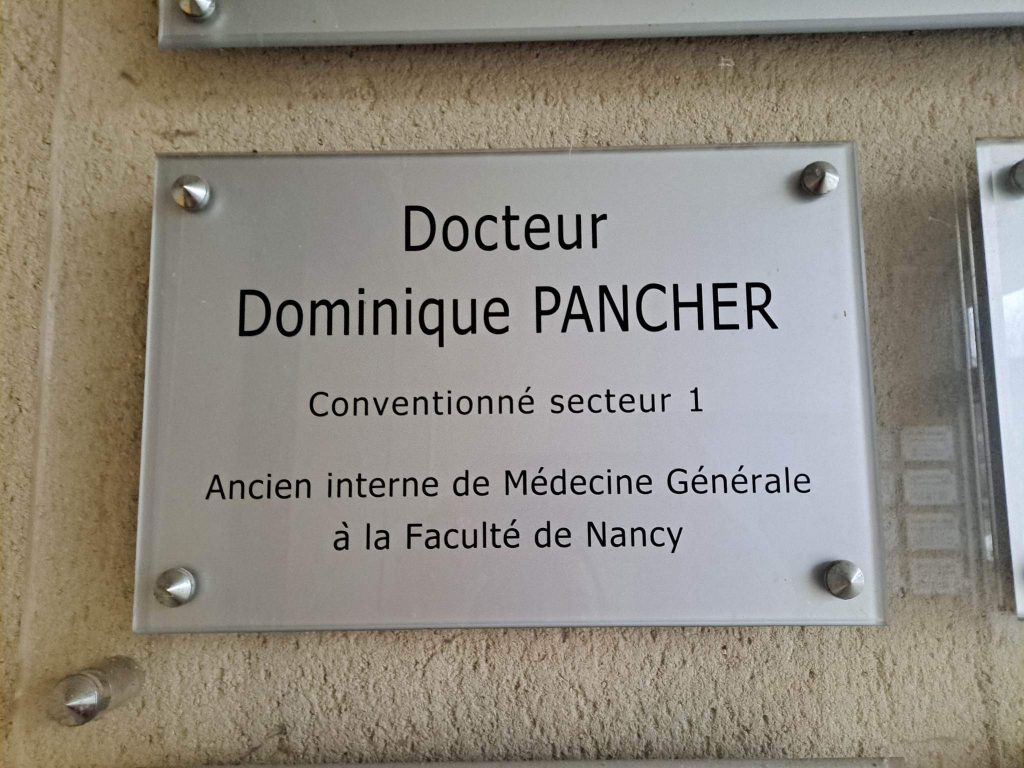 Docteur
Dominique PANCHER
Conventionné secteur 1
Ancien interne de Médecine Générale
à la Faculté de Nancy